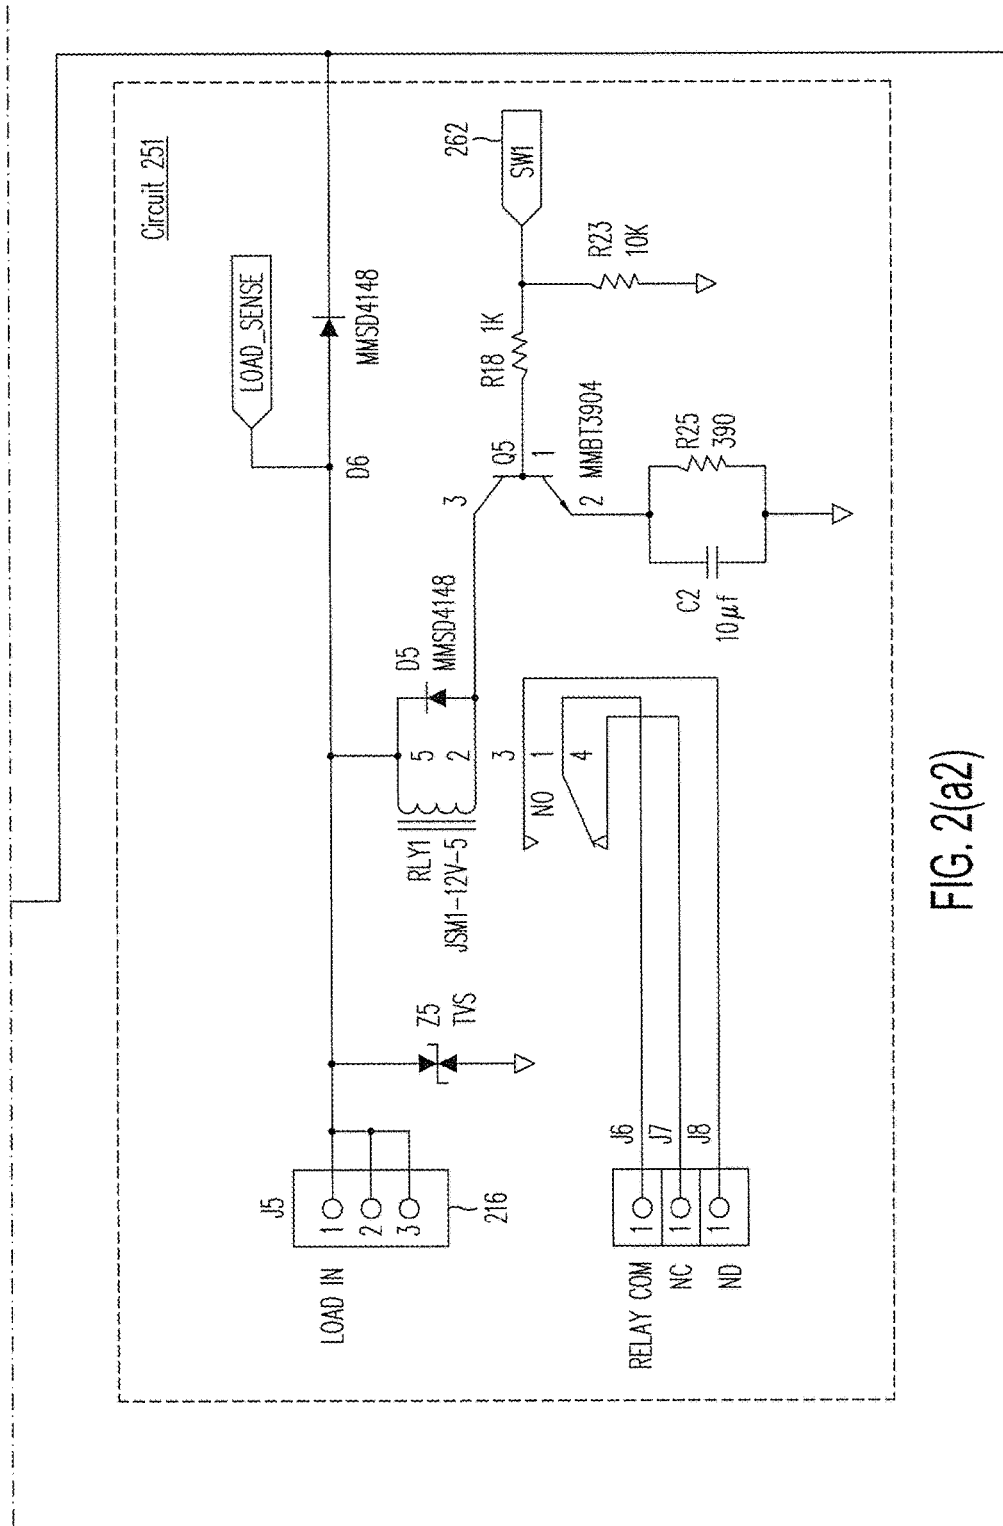 Circuit 251
LOAD_SENSE
D6
MMSD4148
262
SW1
R23
10K
R18 1K
Q5
1
2
3
MMBT3904
R25
390
C2
10µf
D5
MMSD4148
5
2
RLY1
JSM1-12V-5
3
NO
1
4
Z5
TVS
J5
1
2
3
216
LOAD IN
J6
J7
J8
1
1
1
RELAY COM
NC
ND
FIG. 2(a2)